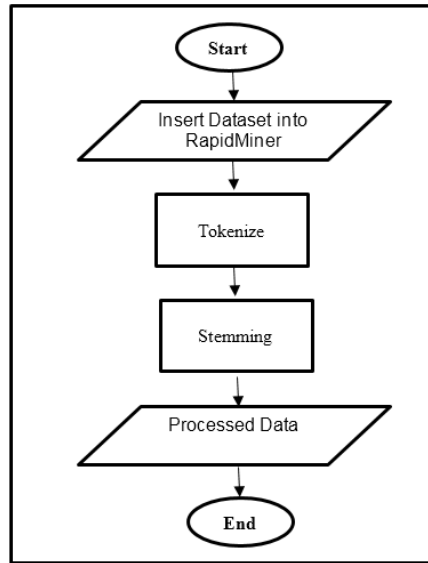 Start
Insert Dataset into
RapidMiner
Tokenize
Stemming
Processed Data
End